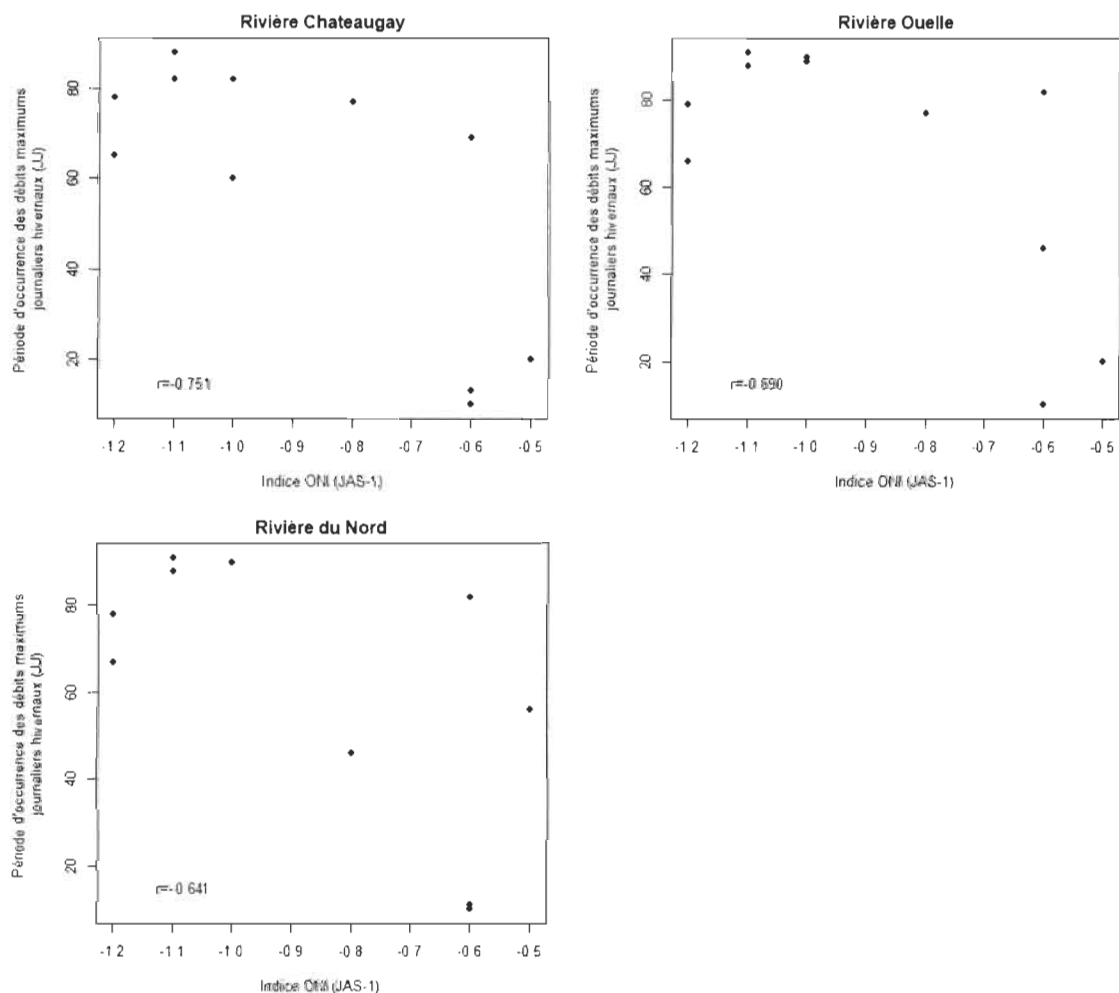 Rivière Chateaugay
Période d'occurrence des débits maximums
journaliers hivernaux (JJ)
80
60
40
20
r=-0.751
-1.2 -1.1 -1.0 -0.9 -0.8 -0.7 -0.6 -0.5
Indice ONI (JAS-1)
Rivière Ouelle
Période d'occurrence des débits maximums
journaliers hivernaux (JJ)
80
60
40
20
r=-0.690
-1.2 -1.1 -1.0 -0.9 -0.8 -0.7 -0.6 -0.5
Indice ONI (JAS-1)
Rivière du Nord
Période d'occurrence des débits maximums
journaliers hivernaux (JJ)
80
60
40
20
r=-0.641
-1.2 -1.1 -1.0 -0.9 -0.8 -0.7 -0.6 -0.5
Indice ONI (JAS-1)